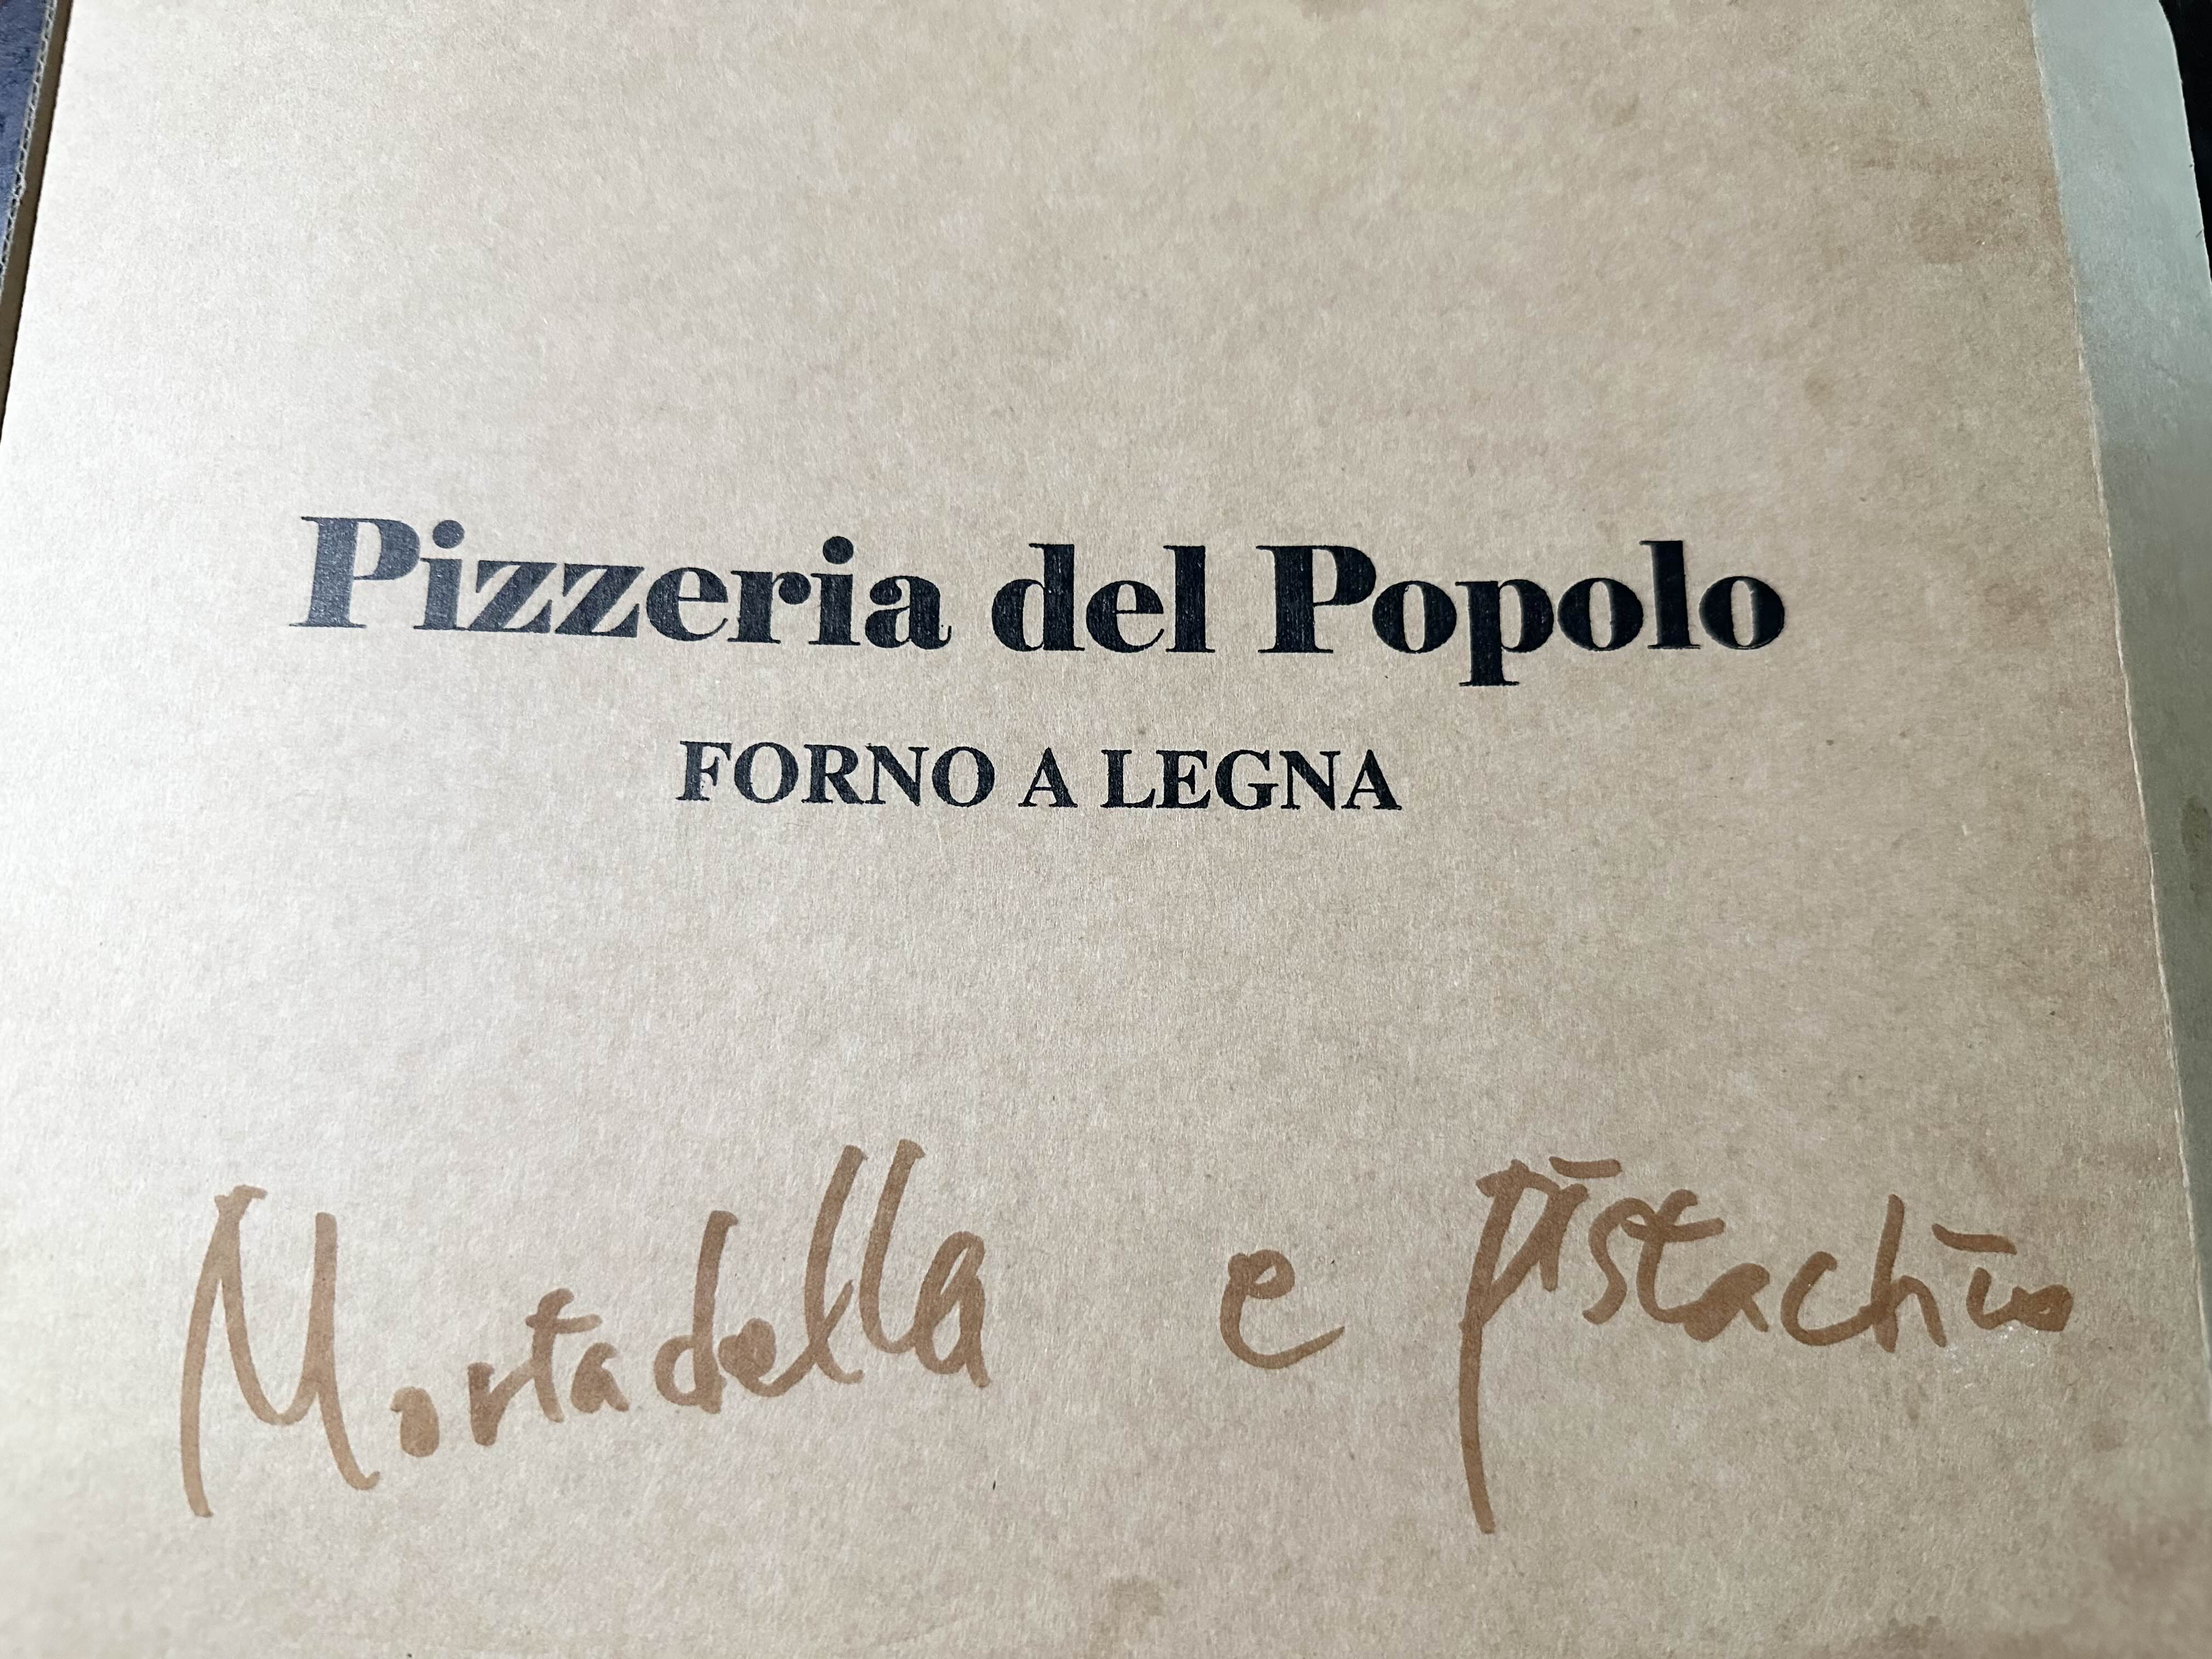 Pizzeria del Popolo
FORNO A LEGNA
Mortadella e pistachio